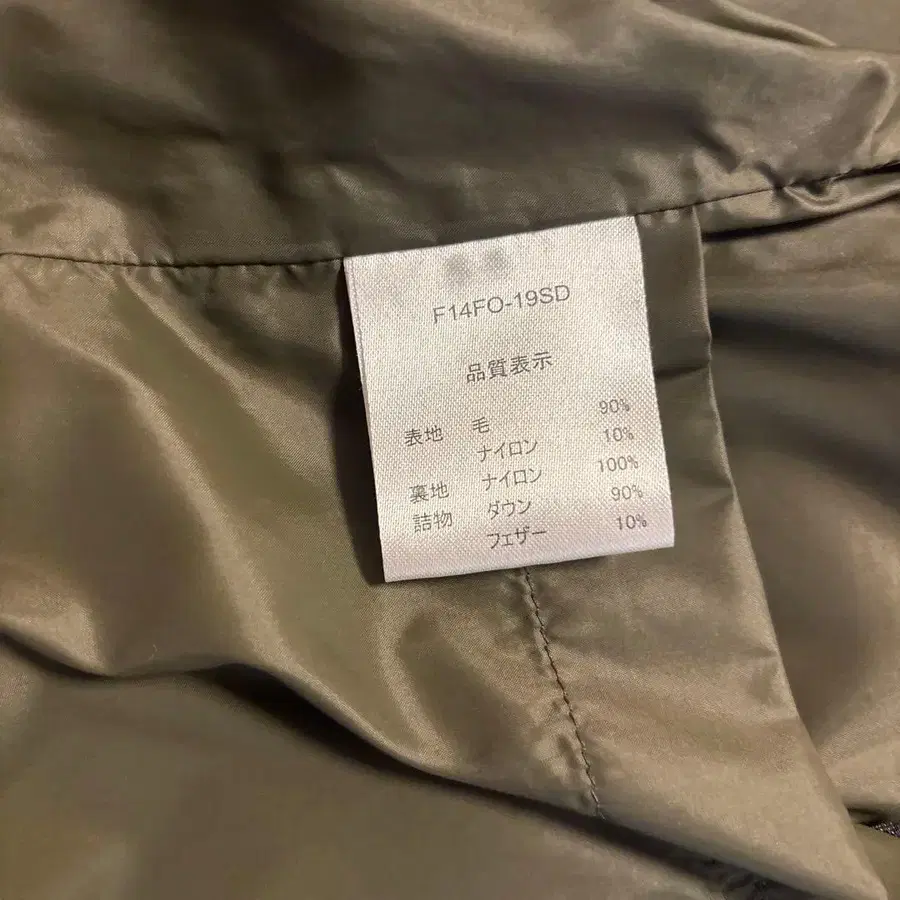 F14FO-19SD
品質表示
表地 毛 90%
ナイロン 10%
裏地 ナイロン 100%
詰物 ダウン 90%
フェザー 10%